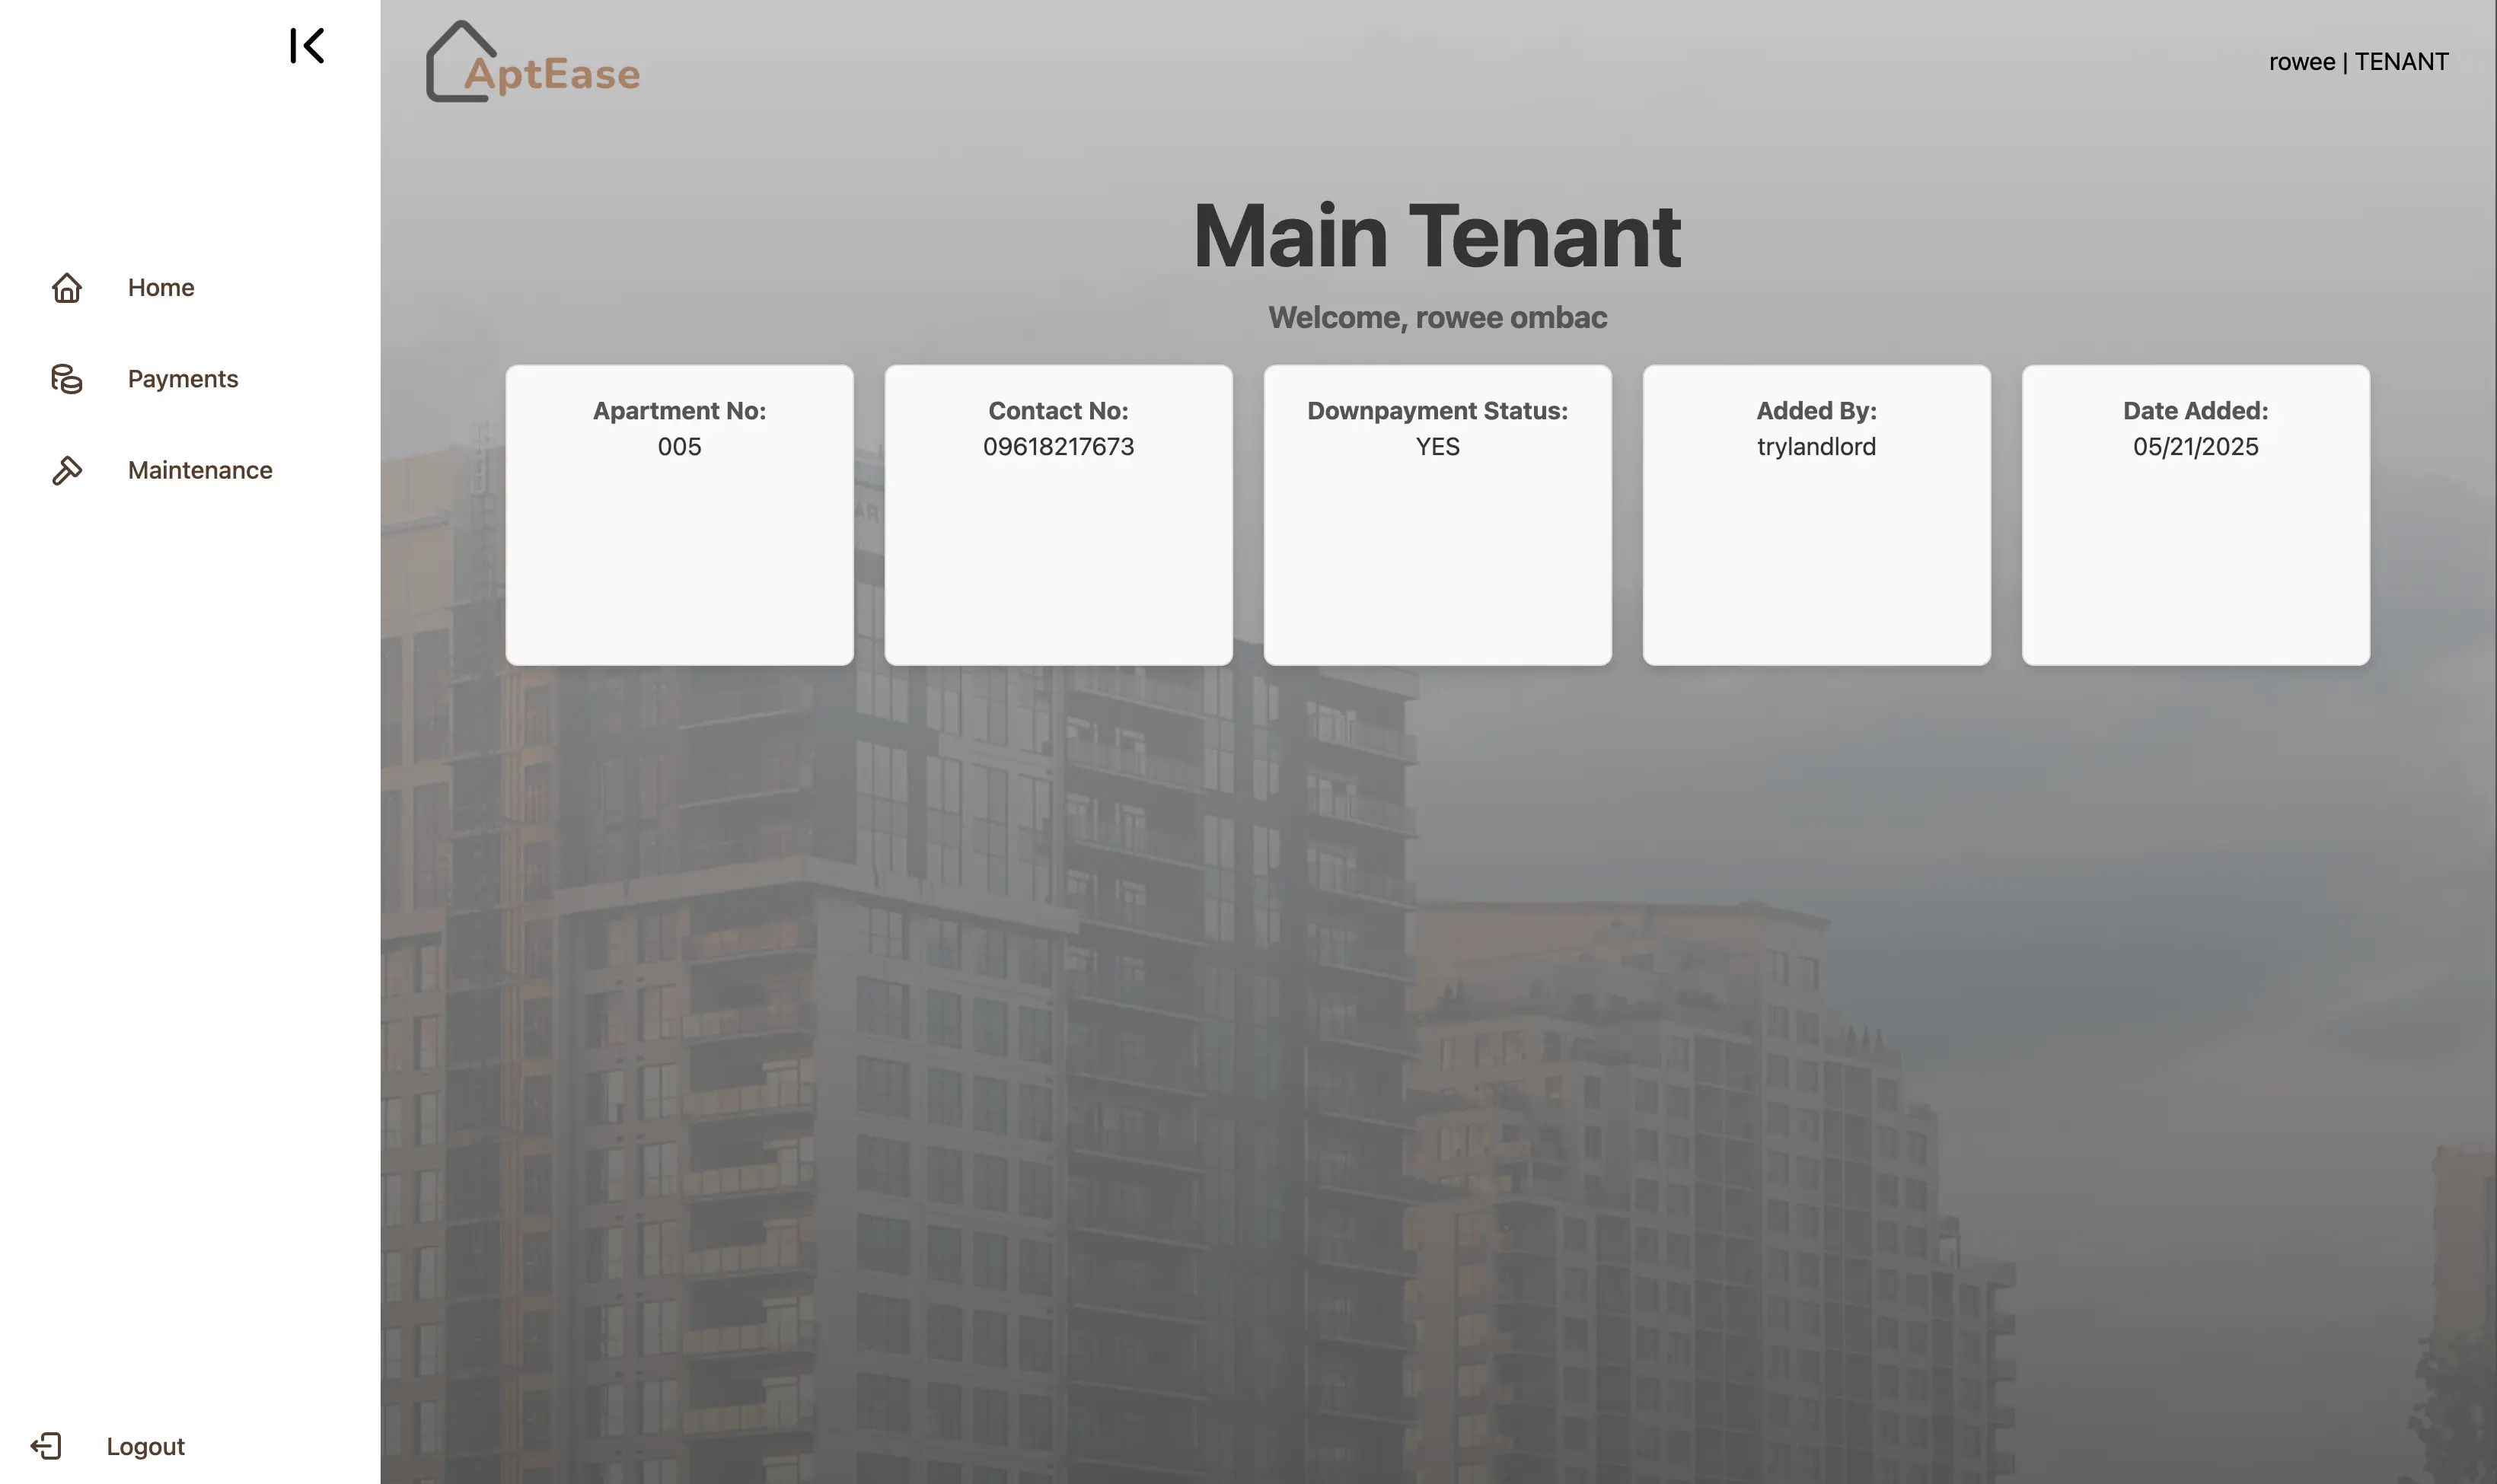 AptEase
rowee | TENANT
Home
Payments
Maintenance
Logout
Main Tenant
Welcome, rowee ombac
Apartment No:
005
Contact No:
09618217673
Downpayment Status:
YES
Added By:
trylandlord
Date Added:
05/21/2025